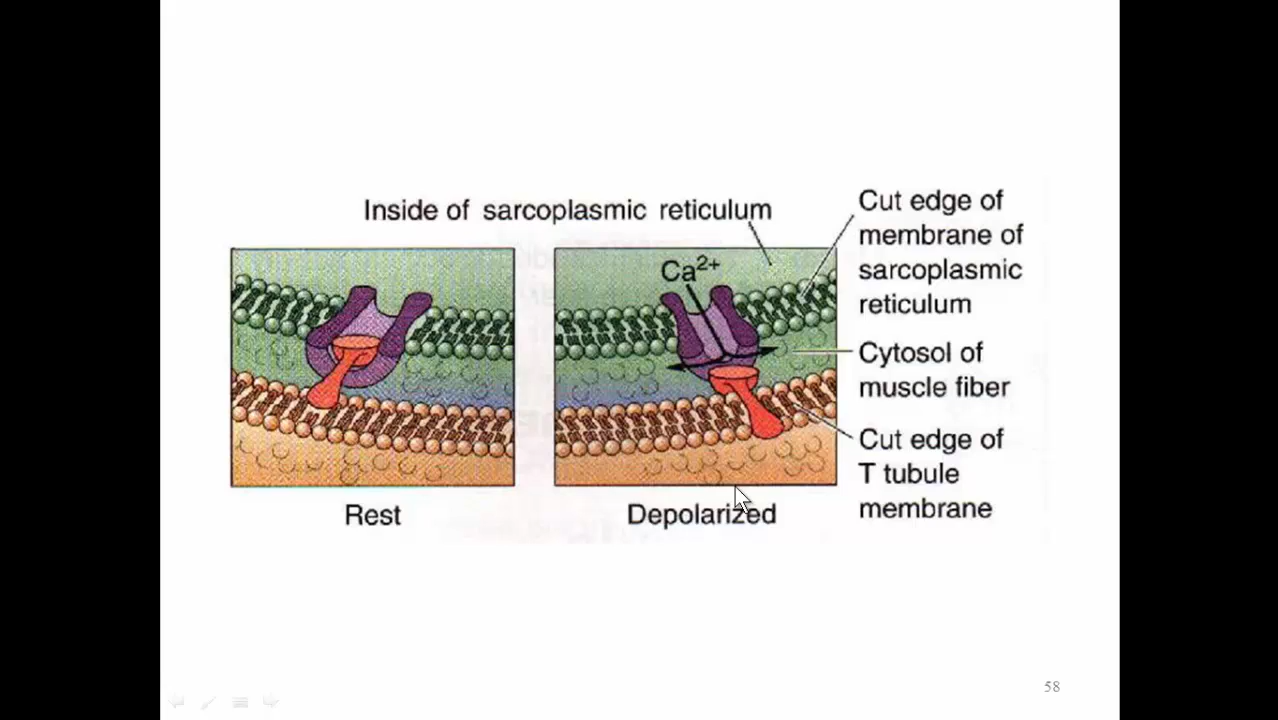 Inside of sarcoplasmic reticulum
Ca2+
Cut edge of
membrane of
sarcoplasmic
reticulum
Cytosol of
muscle fiber
Cut edge of
T tubule
membrane
Rest
Depolarized
58